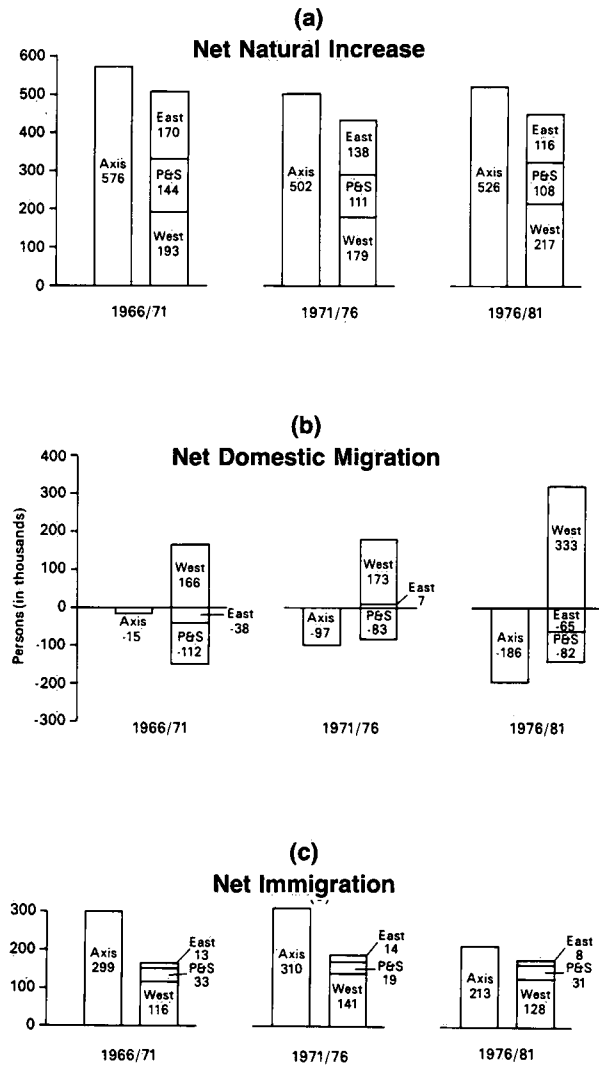 (a)
Net Natural Increase
600
500
400
300
200
100
0
Axis
576
East
170
P&S
144
West
193
Axis
502
East
138
P&S
111
West
179
Axis
526
East
116
P&S
108
West
217
1966/71
1971/76
1976/81
(b)
Net Domestic Migration
Persons (in thousands)
400
300
200
100
0
-100
-200
-300
West
166
Axis
-15
East
-38
P&S
-112
West
173
East
7
Axis
-97
P&S
-83
West
333
Axis
-186
East
-65
P&S
-82
1966/71
1971/76
1976/81
(c)
Net Immigration
300
200
100
0
Axis
299
East
13
P&S
33
West
116
Axis
310
East
14
P&S
19
West
141
Axis
213
East
8
P&S
31
West
128
1966/71
1971/76
1976/81